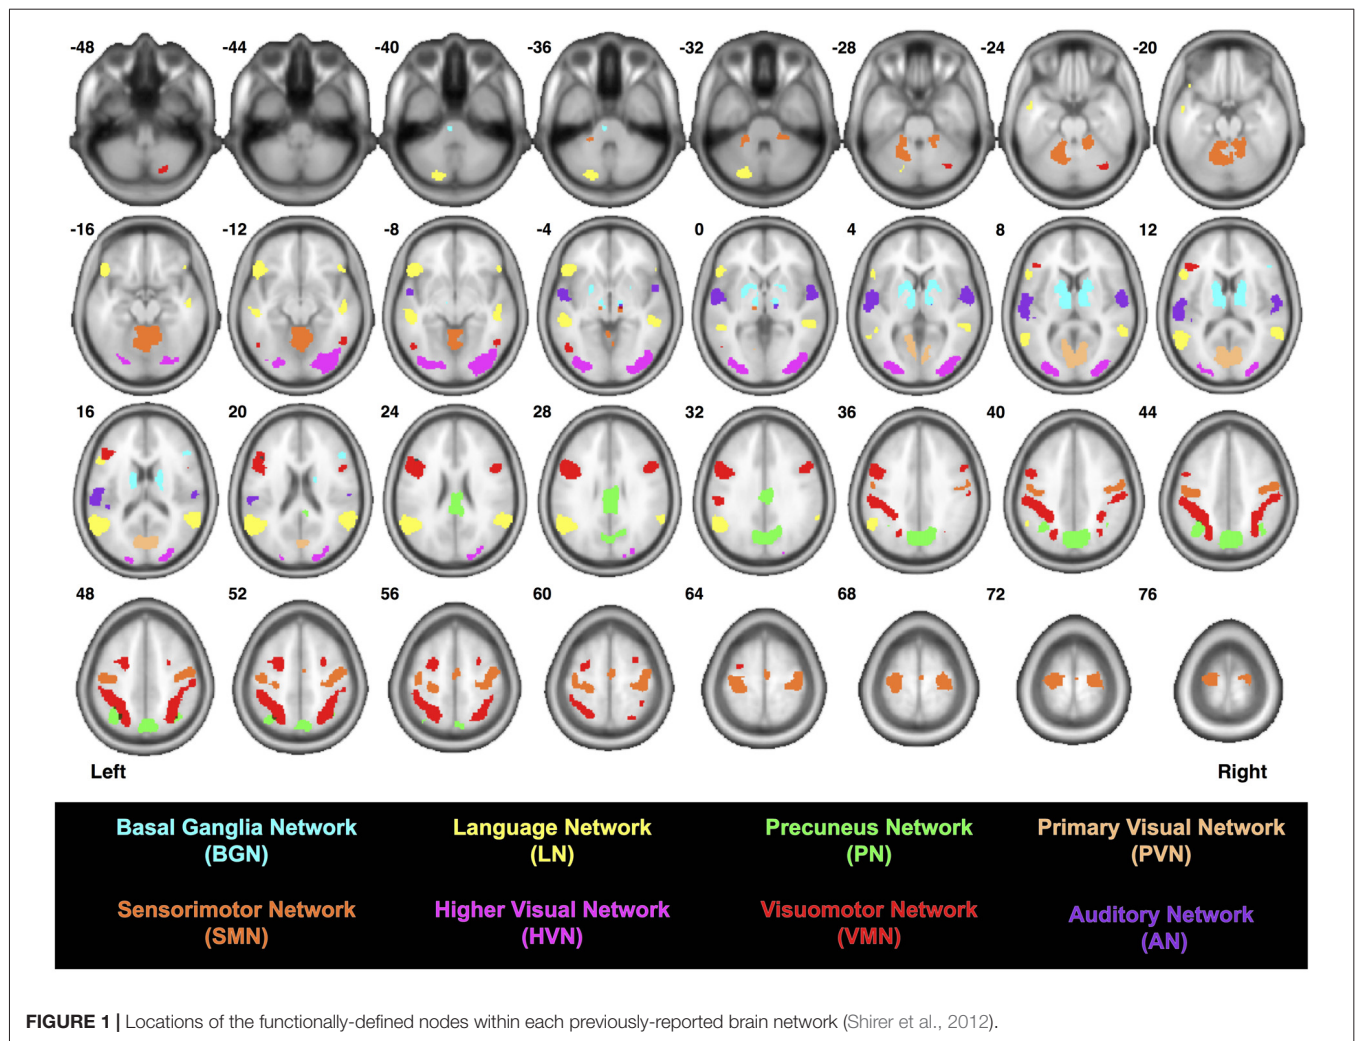 -48 -44 -40 -36 -32 -28 -24 -20
-16 -12 -8 -4 0 4 8 12
16 20 24 28 32 36 40 44
48 52 56 60 64 68 72 76
Left Right
Basal Ganglia Network Language Network Precuneus Network Primary Visual Network
(BGN) (LN) (PN) (PVN)
Sensorimotor Network Higher Visual Network Visuomotor Network Auditory Network
(SMN) (HVN) (VMN) (AN)
FIGURE 1 | Locations of the functionally-defined nodes within each previously-reported brain network (Shirer et al., 2012).